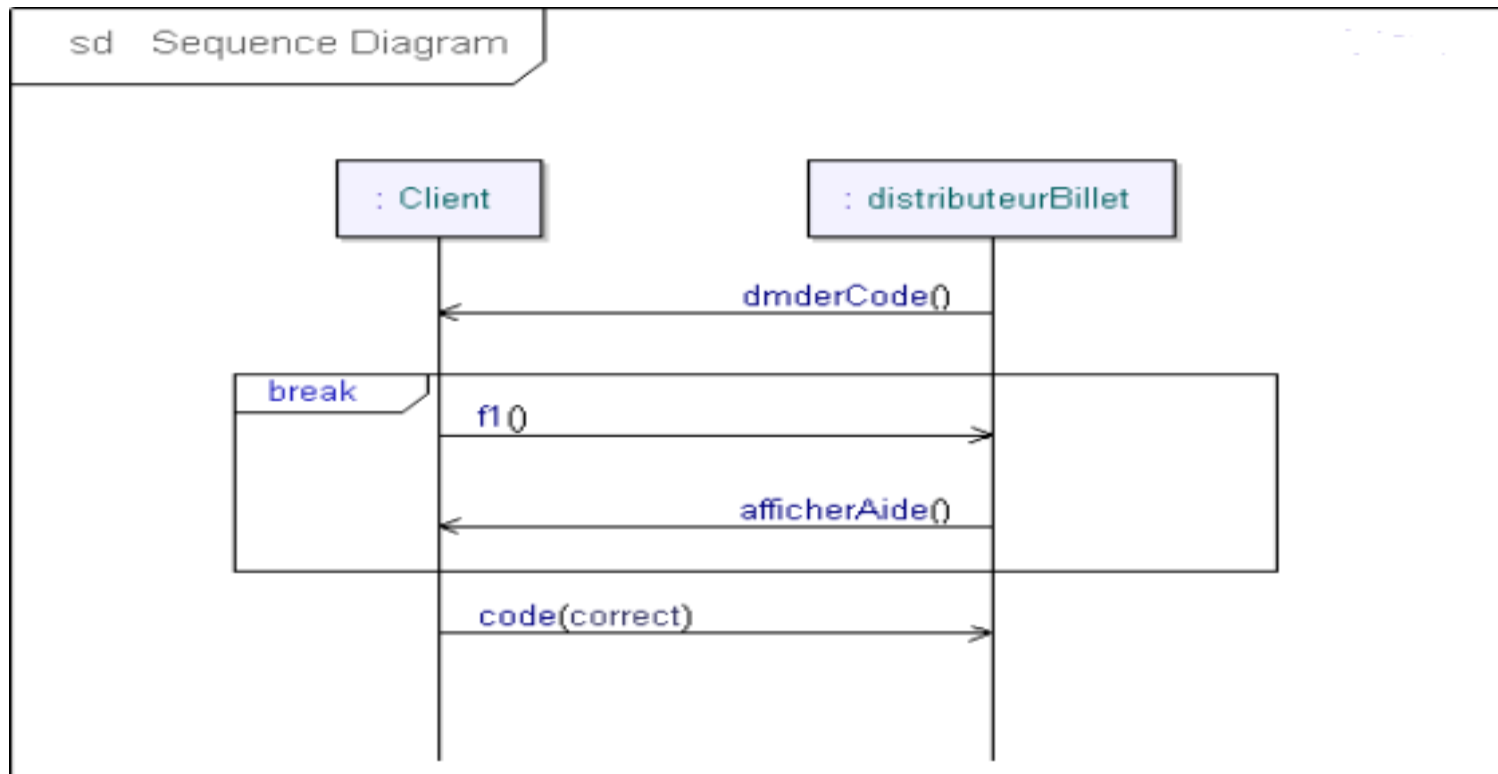 sd Sequence Diagram
: Client
: distributeurBillet
dmderCode()
break
f1()
afficherAide()
code(correct)